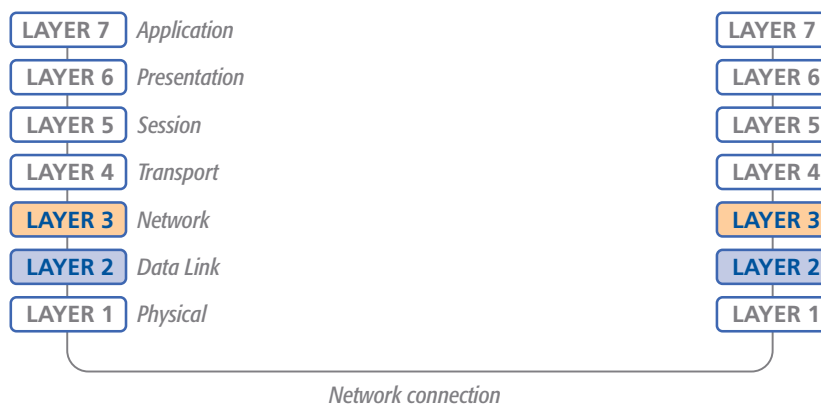 LAYER 7 Application LAYER 7
LAYER 6 Presentation LAYER 6
LAYER 5 Session LAYER 5
LAYER 4 Transport LAYER 4
LAYER 3 Network LAYER 3
LAYER 2 Data Link LAYER 2
LAYER 1 Physical LAYER 1
Network connection